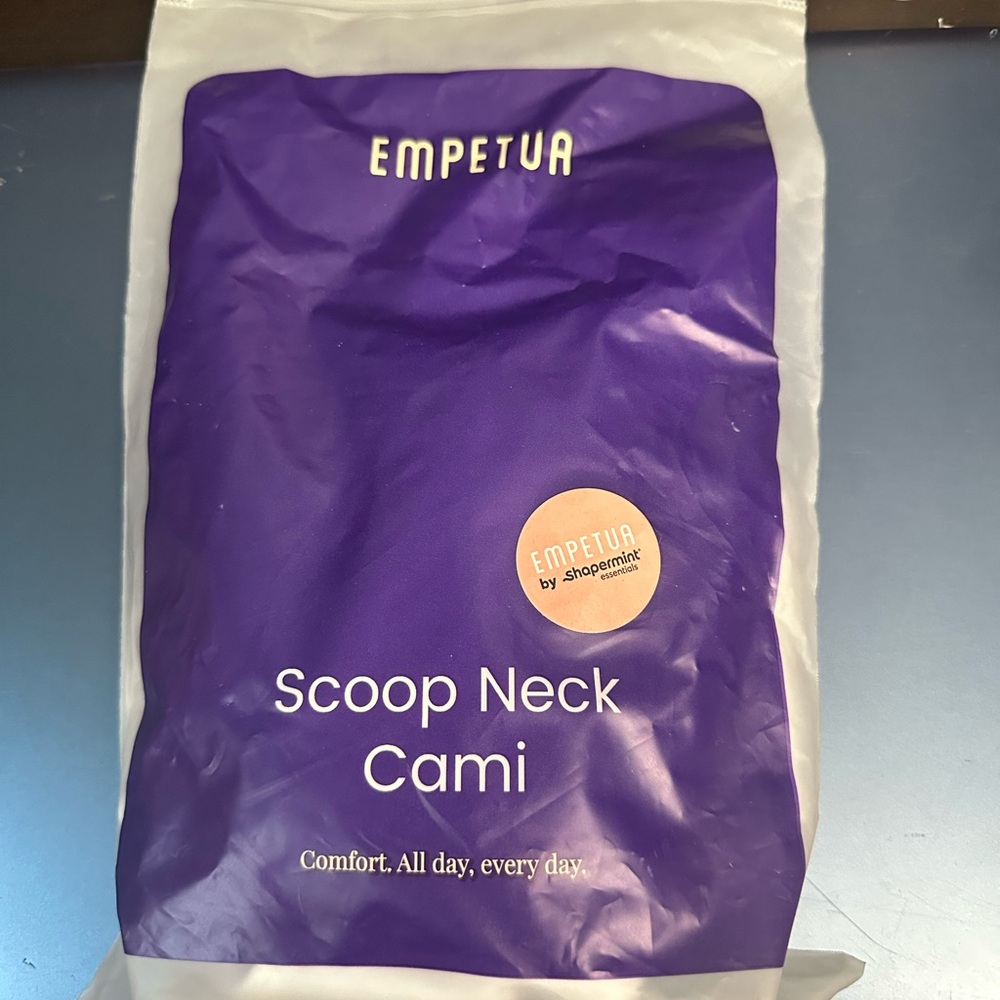 EMPETUA
EMPETUA
by Shapermint
essentials
Scoop Neck
Cami
Comfort. All day, every day.